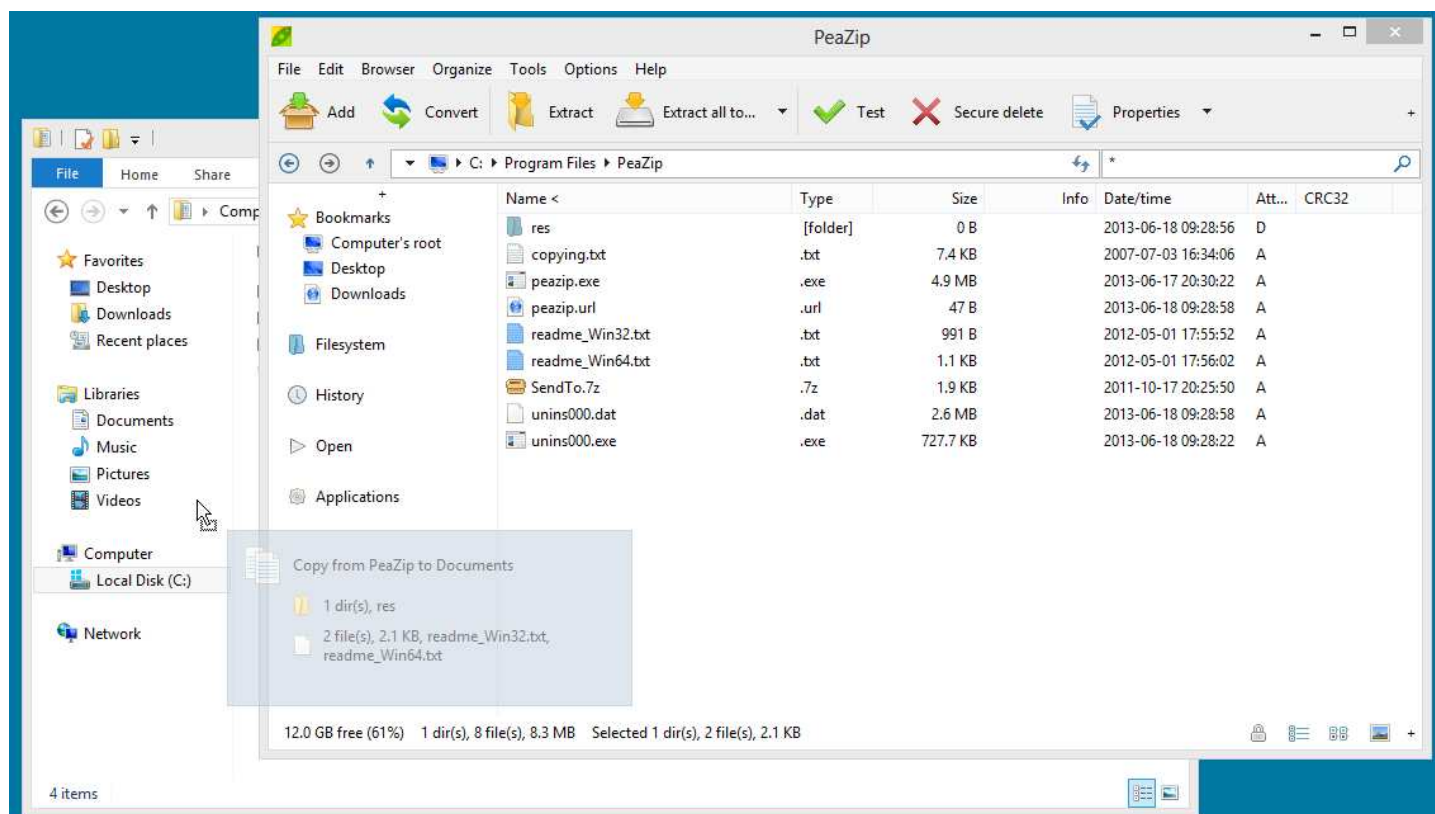 PeaZip
File Edit Browser Organize Tools Options Help
Add Convert Extract Extract all to... Test Secure delete Properties +
C: Program Files PeaZip *
+
Bookmarks
Computer's root
Desktop
Downloads
Filesystem
History
Open
Applications
Name < Type Size Info Date/time Att... CRC32
res [folder] 0 B 2013-06-18 09:28:56 D
copying.txt .txt 7.4 KB 2007-07-03 16:34:06 A
peazip.exe .exe 4.9 MB 2013-06-17 20:30:22 A
peazip.url .url 47 B 2013-06-18 09:28:58 A
readme_Win32.txt .txt 991 B 2012-05-01 17:55:52 A
readme_Win64.txt .txt 1.1 KB 2012-05-01 17:56:02 A
SendTo.7z .7z 1.9 KB 2011-10-17 20:25:50 A
unins000.dat .dat 2.6 MB 2013-06-18 09:28:58 A
unins000.exe .exe 727.7 KB 2013-06-18 09:28:22 A
12.0 GB free (61%) 1 dir(s), 8 file(s), 8.3 MB Selected 1 dir(s), 2 file(s), 2.1 KB +
File Home Share
Comp
Favorites
Desktop
Downloads
Recent places
Libraries
Documents
Music
Pictures
Videos
Computer
Local Disk (C:)
Network
Copy from PeaZip to Documents
1 dir(s), res
2 file(s), 2.1 KB, readme_Win32.txt,
readme_Win64.txt
4 items